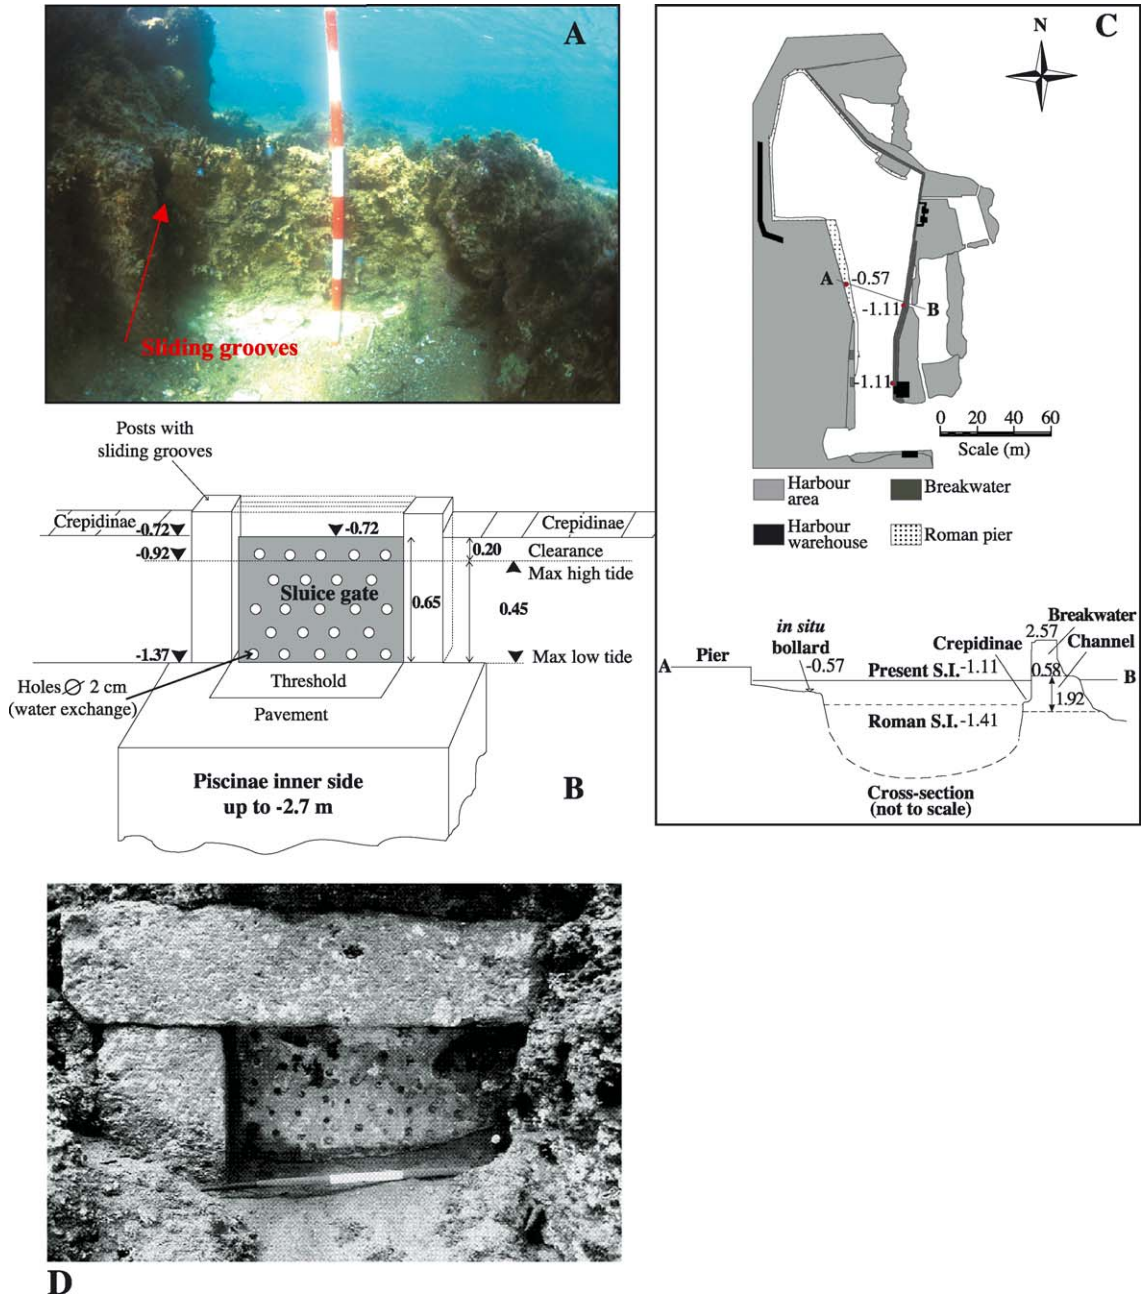 A
Sliding grooves
Posts with
sliding grooves
Crepidinae
-0.72
-0.72
Crepidinae
-0.92
0.20
Clearance
Max high tide
Sluice gate
0.65
0.45
-1.37
Max low tide
Holes Ø 2 cm
(water exchange)
Threshold
Pavement
Piscinae inner side
up to -2.7 m
B
C
N
A
-0.57
-1.11
B
-1.11
0 20 40 60
Scale (m)
Harbour
area
Breakwater
Harbour
warehouse
Roman pier
in situ
bollard
-0.57
Crepidinae
Breakwater
2.57
Channel
A
Pier
Present S.I. -1.11
0.58
B
1.92
Roman S.I. -1.41
Cross-section
(not to scale)
D